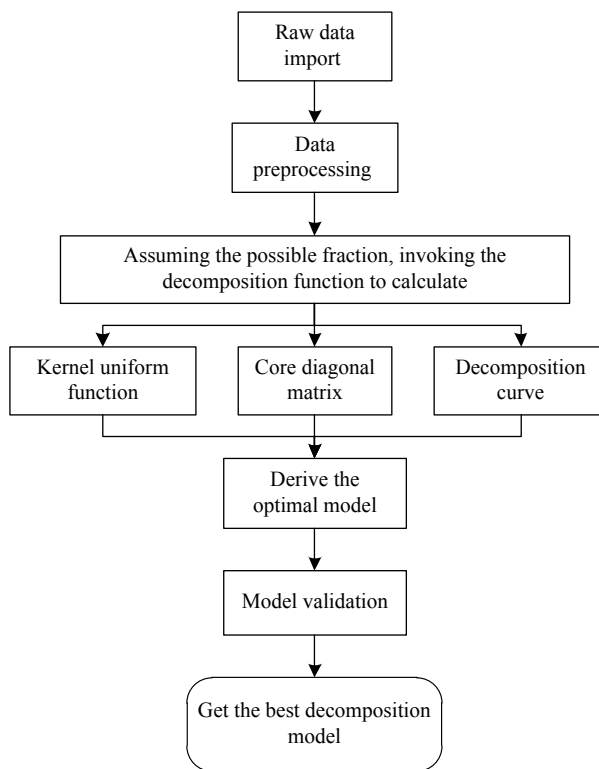 Raw data
import
Data
preprocessing
Assuming the possible fraction, invoking the
decomposition function to calculate
Kernel uniform
function
Core diagonal
matrix
Decomposition
curve
Derive the
optimal model
Model validation
Get the best decomposition
model